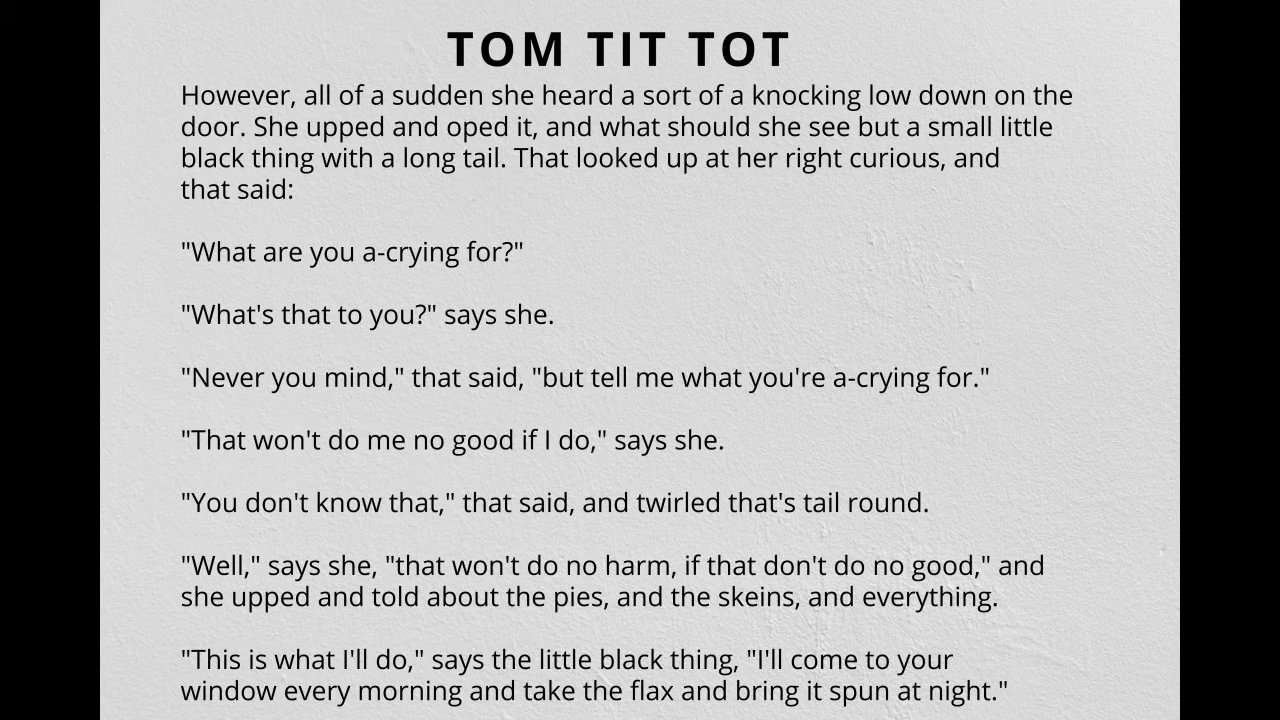 TOM TIT TOT
However, all of a sudden she heard a sort of a knocking low down on the
door. She upped and oped it, and what should she see but a small little
black thing with a long tail. That looked up at her right curious, and
that said:
"What are you a-crying for?"
"What's that to you?" says she.
"Never you mind," that said, "but tell me what you're a-crying for."
"That won't do me no good if I do," says she.
"You don't know that," that said, and twirled that's tail round.
"Well," says she, "that won't do no harm, if that don't do no good," and
she upped and told about the pies, and the skeins, and everything.
"This is what I'll do," says the little black thing, "I'll come to your
window every morning and take the flax and bring it spun at night."